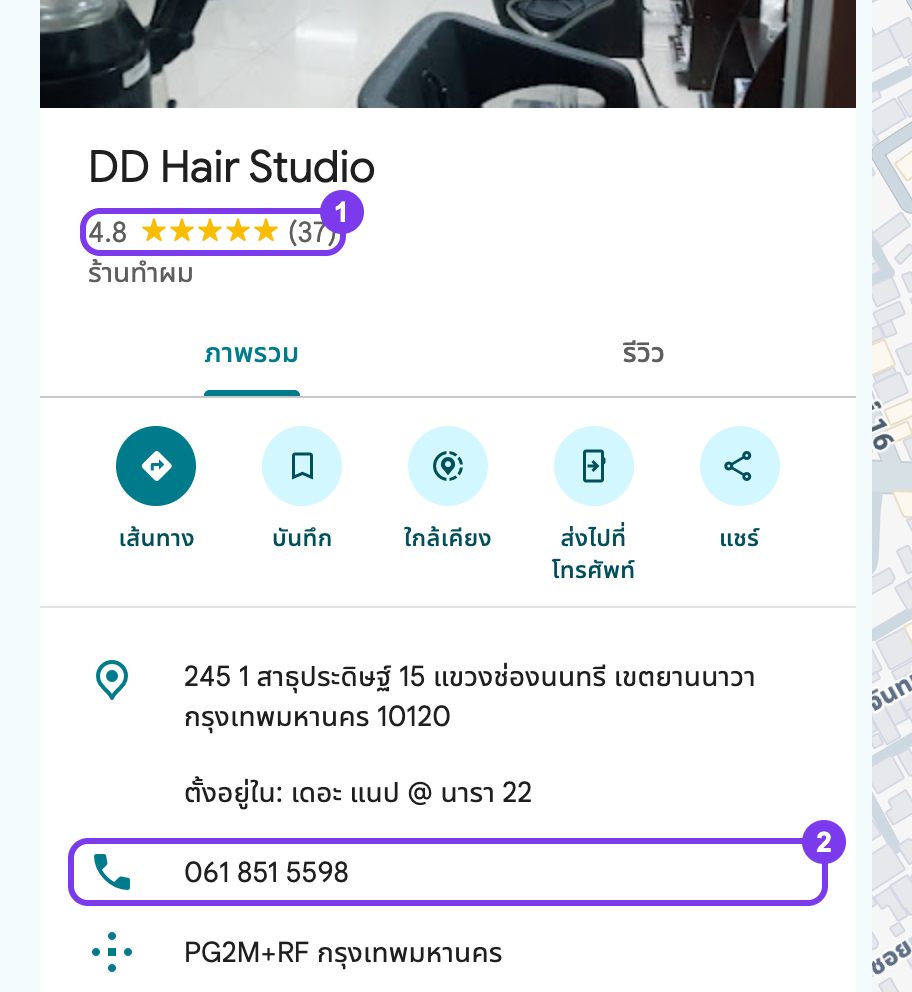 DD Hair Studio
1
4.8 (37)
ร้านทำผม
ภาพรวม
รีวิว
เส้นทาง
บันทึก
ใกล้เคียง
ส่งไปที่
โทรศัพท์
แชร์
16
245 1 สาธุประดิษฐ์ 15 แขวงช่องนนทรี เขตยานนาวา
กรุงเทพมหานคร 10120
ตั้งอยู่ใน: เดอะ แนป @ นารา 22
2
061 851 5598
PG2M+RF กรุงเทพมหานคร
ซอย